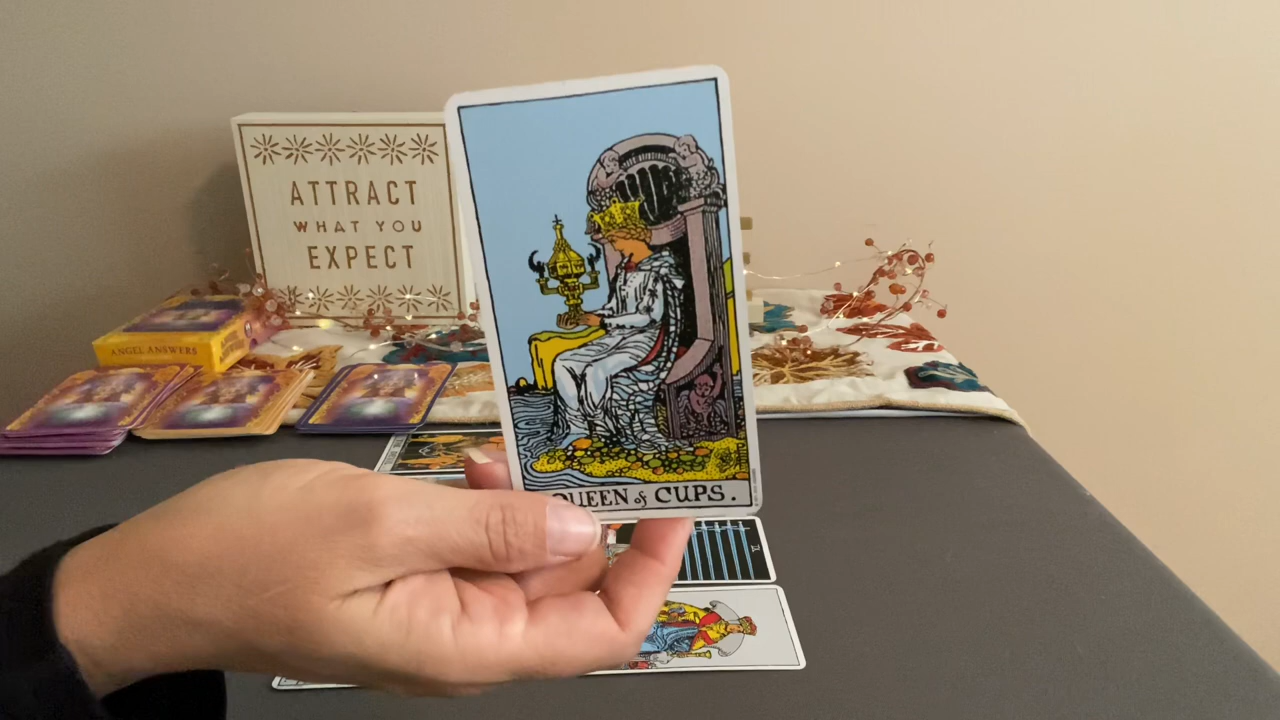 ATTRACT
WHAT YOU
EXPECT
ANGEL ANSWERS
QUEEN of CUPS.